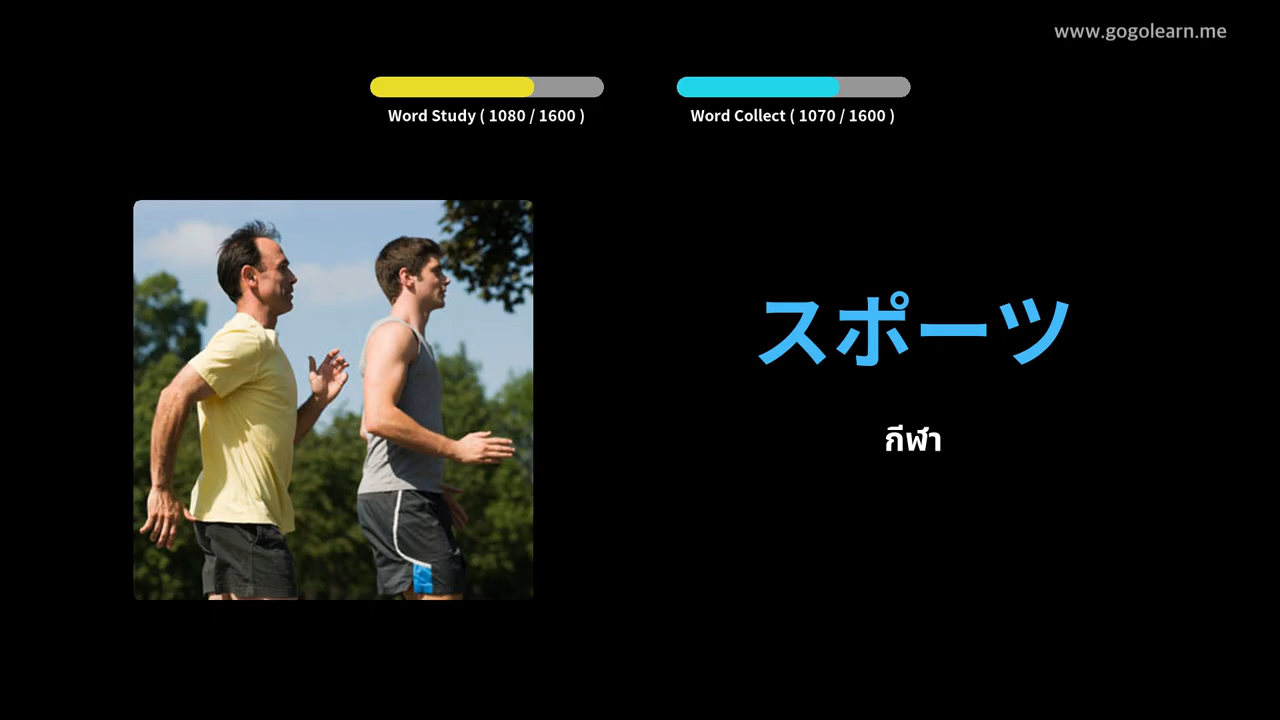 www.gogolearn.me
Word Study ( 1080 / 1600 )
Word Collect ( 1070 / 1600 )
スポーツ
กีฬา